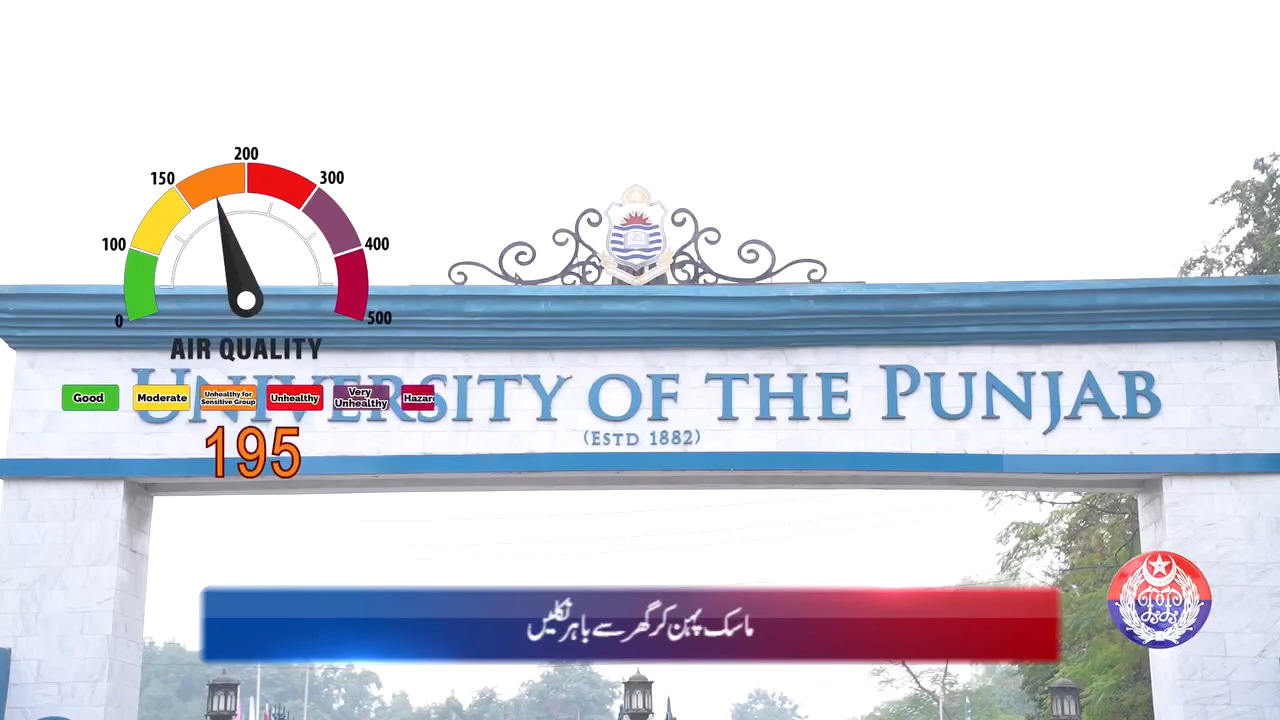 200
150
300
100
400
0
500
AIR QUALITY
UNIVERSITY OF THE PUNJAB
Good
Moderate
Unhealthy for
Sensitive Group
Unhealthy
Very
Unhealthy
Hazar
(ESTD 1882)
195
ماسک پہن کر گھر سے باہر نکلیں